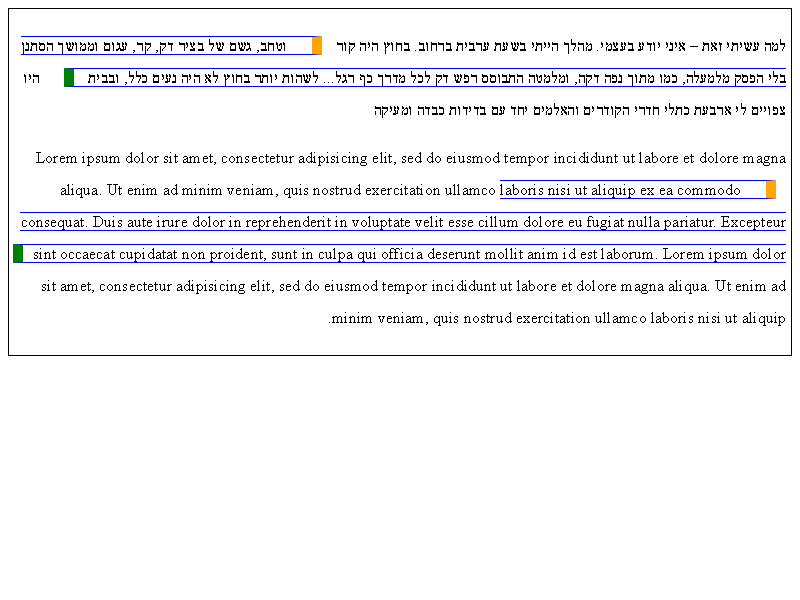 למה עשיתי זאת – איני יודע בעצמי. מהלך הייתי בשעת ערבית ברחוב. בחוץ היה קור וטחב, גשם של בציר דק, קר, עגום וממושך הסתנן
בלי הפסק מלמעלה, כמו מתוך נפה דקה, ומלמטה התבוסס רפש דק לכל מדרך כף רגל... לשהות יותר בחוץ לא היה נעים כלל, ובבית היו
צפויים לי ארבעת כתלי חדרי הקודרים והאלמים יחד עם בדידות כבדה ומעיקה
Lorem ipsum dolor sit amet, consectetur adipisicing elit, sed do eiusmod tempor incididunt ut labore et dolore magna
aliqua. Ut enim ad minim veniam, quis nostrud exercitation ullamco laboris nisi ut aliquip ex ea commodo
consequat. Duis aute irure dolor in reprehenderit in voluptate velit esse cillum dolore eu fugiat nulla pariatur. Excepteur
sint occaecat cupidatat non proident, sunt in culpa qui officia deserunt mollit anim id est laborum. Lorem ipsum dolor
sit amet, consectetur adipisicing elit, sed do eiusmod tempor incididunt ut labore et dolore magna aliqua. Ut enim ad
.minim veniam, quis nostrud exercitation ullamco laboris nisi ut aliquip